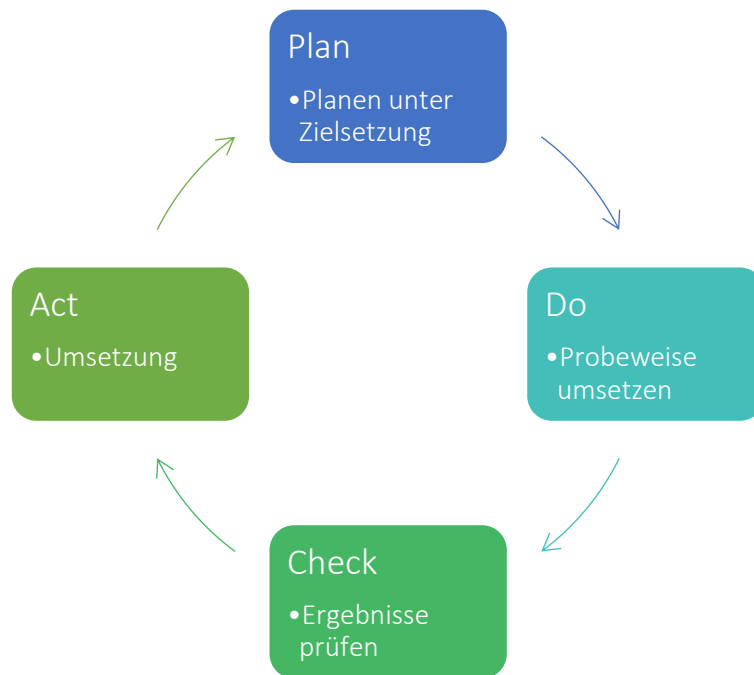 Plan
•Planen unter
Zielsetzung
Act
•Umsetzung
Do
•Probeweise
umsetzen
Check
•Ergebnisse
prüfen